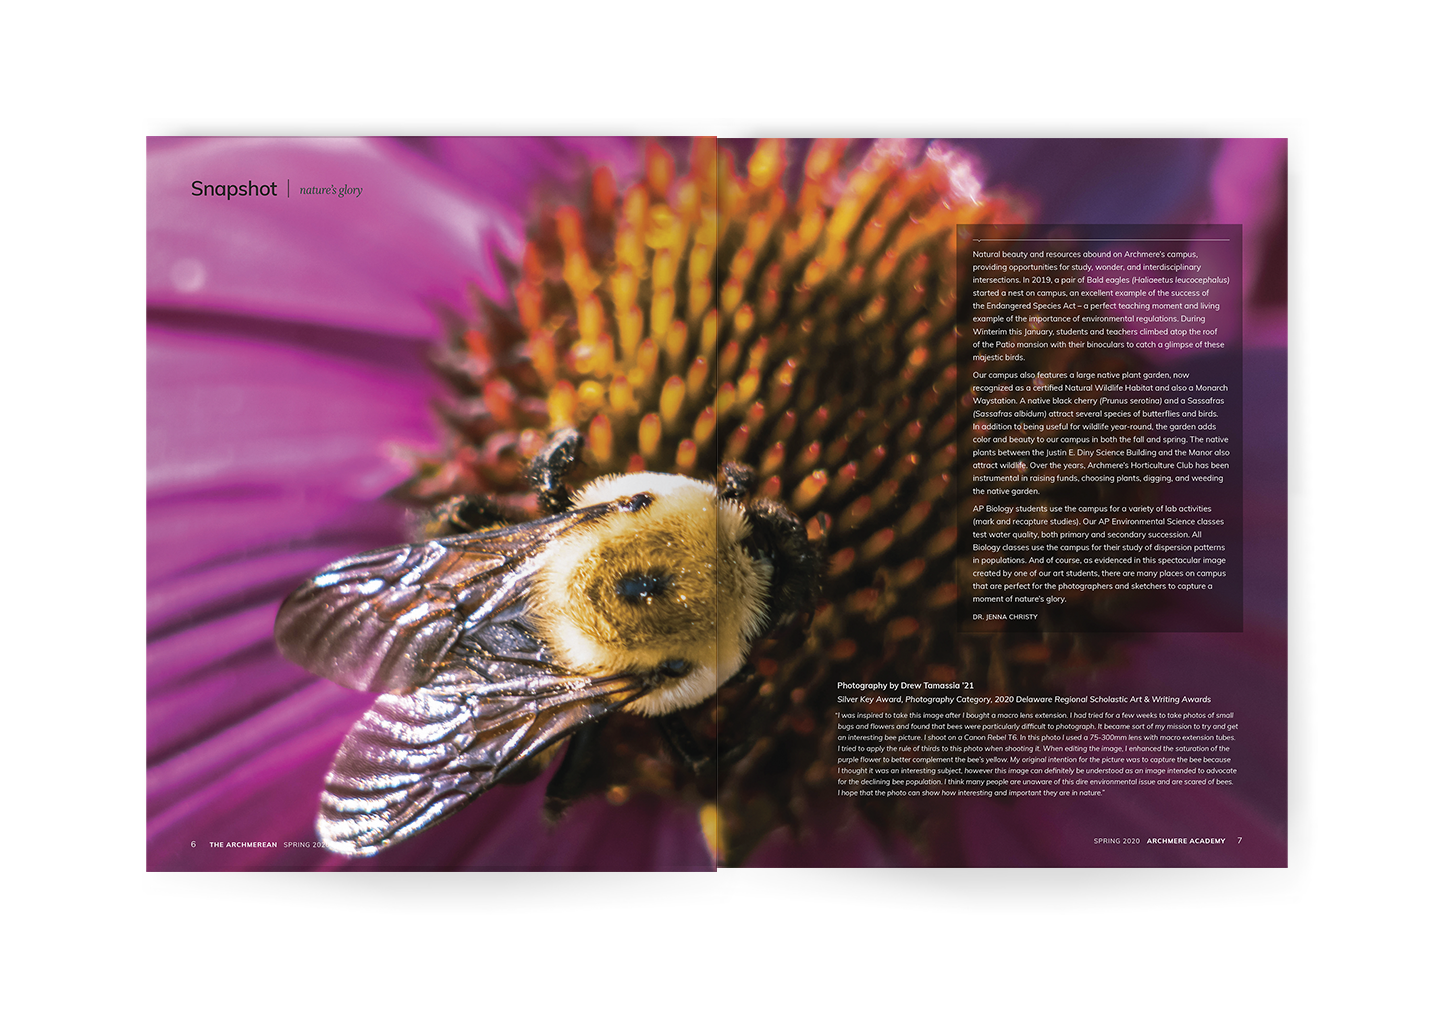 Snapshot | nature's glory
Natural beauty and resources abound on Archmere's campus,
providing opportunities for study, wonder, and interdisciplinary
intersections. In 2019, a pair of Bald eagles (Haliaeetus leucocephalus)
started a nest on campus, an excellent example of the success of
the Endangered Species Act – a perfect teaching moment and living
example of the importance of environmental regulations. During
Winterim this January, students and teachers climbed atop the roof
of the Patio mansion with their binoculars to catch a glimpse of these
majestic birds.
Our campus also features a large native plant garden, now
recognized as a certified Natural Wildlife Habitat and also a Monarch
Waystation. A native black cherry (Prunus serotina) and a Sassafras
(Sassafras albidum) attract several species of butterflies and birds.
In addition to being useful for wildlife year-round, the garden adds
color and beauty to our campus in both the fall and spring. The native
plants between the Justin E. Diny Science Building and the Manor also
attract wildlife. Over the years, Archmere's Horticulture Club has been
instrumental in raising funds, choosing plants, digging, and weeding
the native garden.
AP Biology students use the campus for a variety of lab activities
(mark and recapture studies). Our AP Environmental Science classes
test water quality, both primary and secondary succession. All
Biology classes use the campus for their study of dispersion patterns
in populations. And of course, as evidenced in this spectacular image
created by one of our art students, there are many places on campus
that are perfect for the photographers and sketchers to capture a
moment of nature's glory.
DR. JENNA CHRISTY
Photography by Drew Tamassia '21
Silver Key Award, Photography Category, 2020 Delaware Regional Scholastic Art & Writing Awards
"I was inspired to take this image after I bought a macro lens extension. I had tried for a few weeks to take photos of small
bugs and flowers and found that bees were particularly difficult to photograph. It became sort of my mission to try and get
an interesting bee picture. I shoot on a Canon Rebel T6. In this photo I used a 75-300mm lens with macro extension tubes.
I tried to apply the rule of thirds to this photo when shooting it. When editing the image, I enhanced the saturation of the
purple flower to better complement the bee's yellow. My original intention for the picture was to capture the bee because
I thought it was an interesting subject, however this image can definitely be understood as an image intended to advocate
for the declining bee population. I think many people are unaware of this dire environmental issue and are scared of bees.
I hope that the photo can show how interesting and important they are in nature."
6 THE ARCHMEREAN SPRING 2020
SPRING 2020 ARCHMERE ACADEMY 7